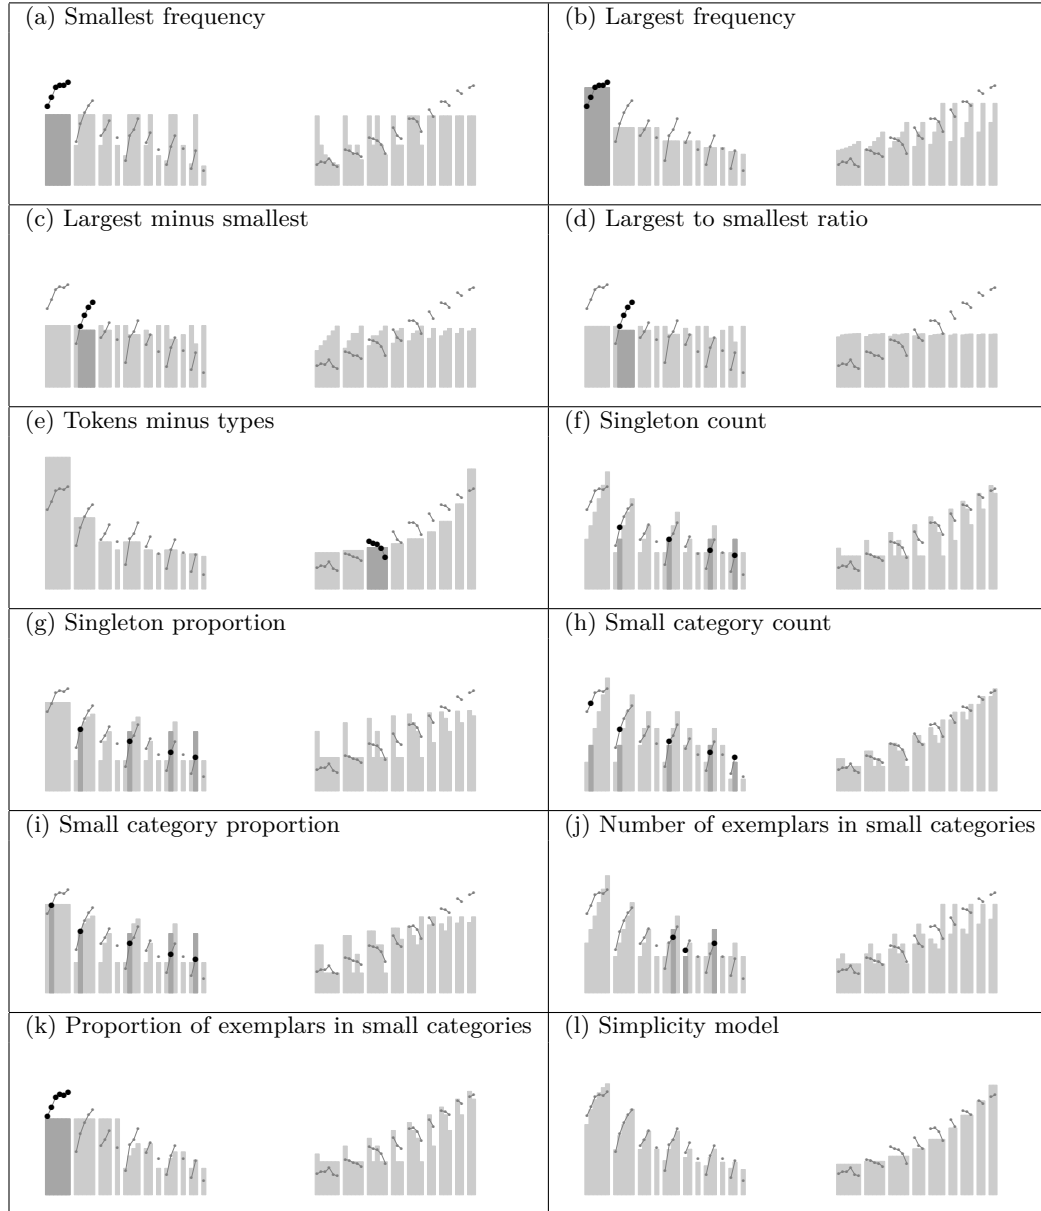 (a) Smallest frequency
(b) Largest frequency
(c) Largest minus smallest
(d) Largest to smallest ratio
(e) Tokens minus types
(f) Singleton count
(g) Singleton proportion
(h) Small category count
(i) Small category proportion
(j) Number of exemplars in small categories
(k) Proportion of exemplars in small categories
(l) Simplicity model